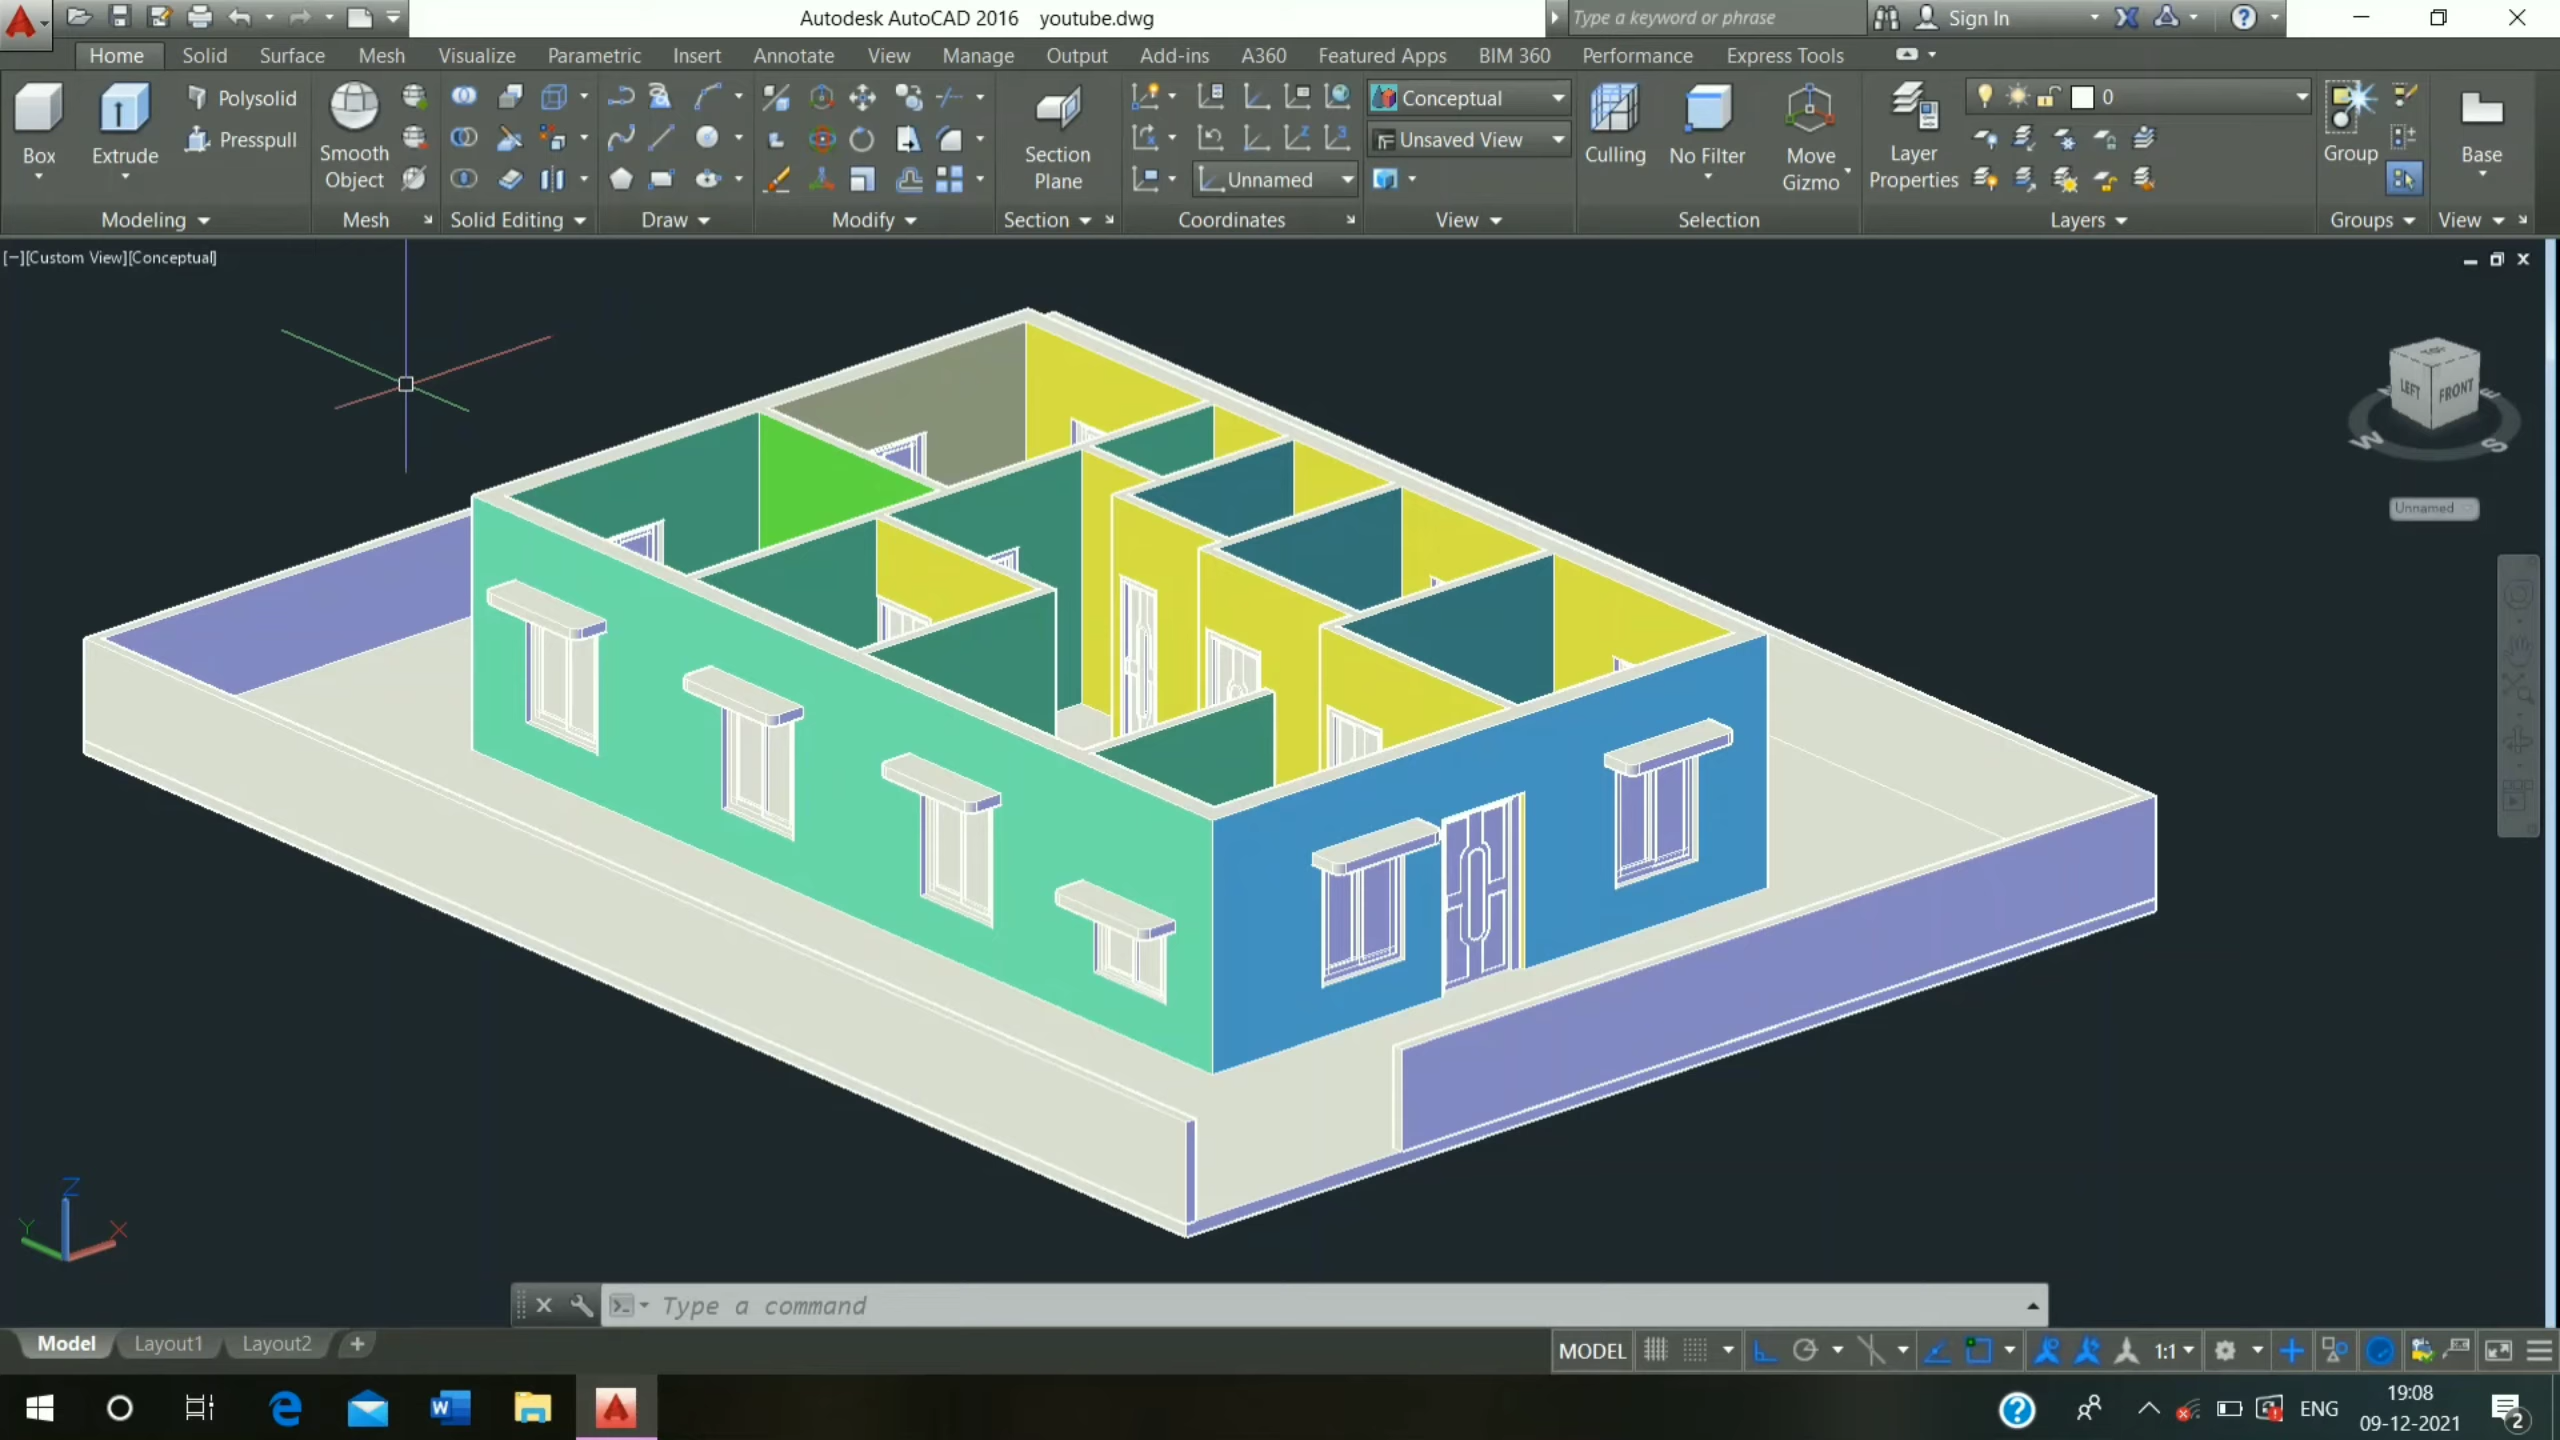 Autodesk AutoCAD 2016 youtube.dwg
Type a keyword or phrase
Sign In
Home Solid Surface Mesh Visualize Parametric Insert Annotate View Manage Output Add-ins A360 Featured Apps BIM 360 Performance Express Tools
Box
Extrude
Polysolid
Presspull
Smooth
Object
Section
Plane
Unnamed
Conceptual
Unsaved View
Culling
No Filter
Move
Gizmo
Layer
Properties
0
Group
Base
Modeling Mesh Solid Editing Draw Modify Section Coordinates View Selection Layers Groups View
[−][Custom View][Conceptual]
TOP
LEFT
FRONT
W
S
E
Unnamed
Z
Y
X
Type a command
Model Layout1 Layout2 +
MODEL
1:1
W
ENG
19:08
09-12-2021
2